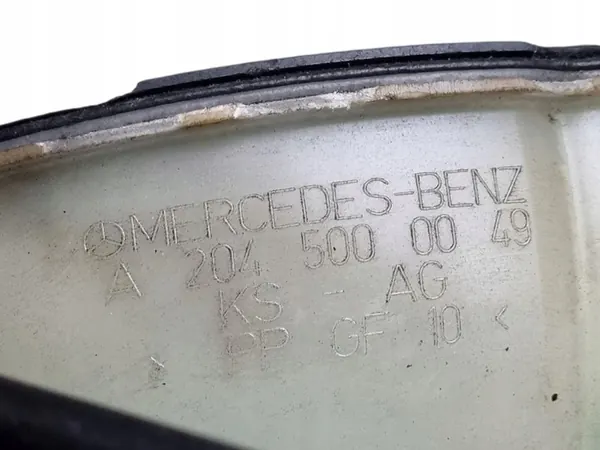 MERCEDES-BENZ
A 204 500 00 49
KS - AG
> PP GF 10 <